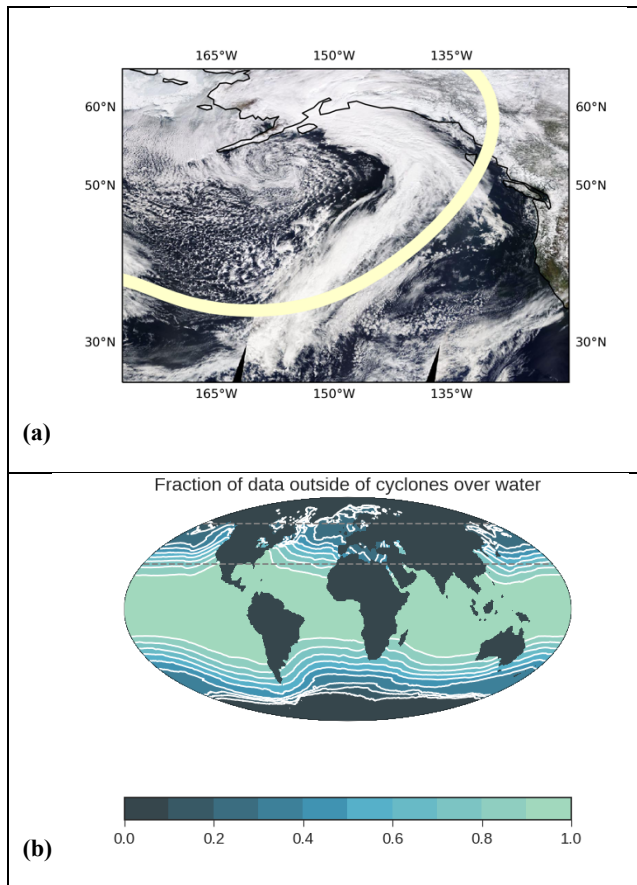 165°W 150°W 135°W
60°N 60°N
50°N 50°N
30°N 30°N
165°W 150°W 135°W
(a)
Fraction of data outside of cyclones over water
0.0 0.2 0.4 0.6 0.8 1.0
(b)